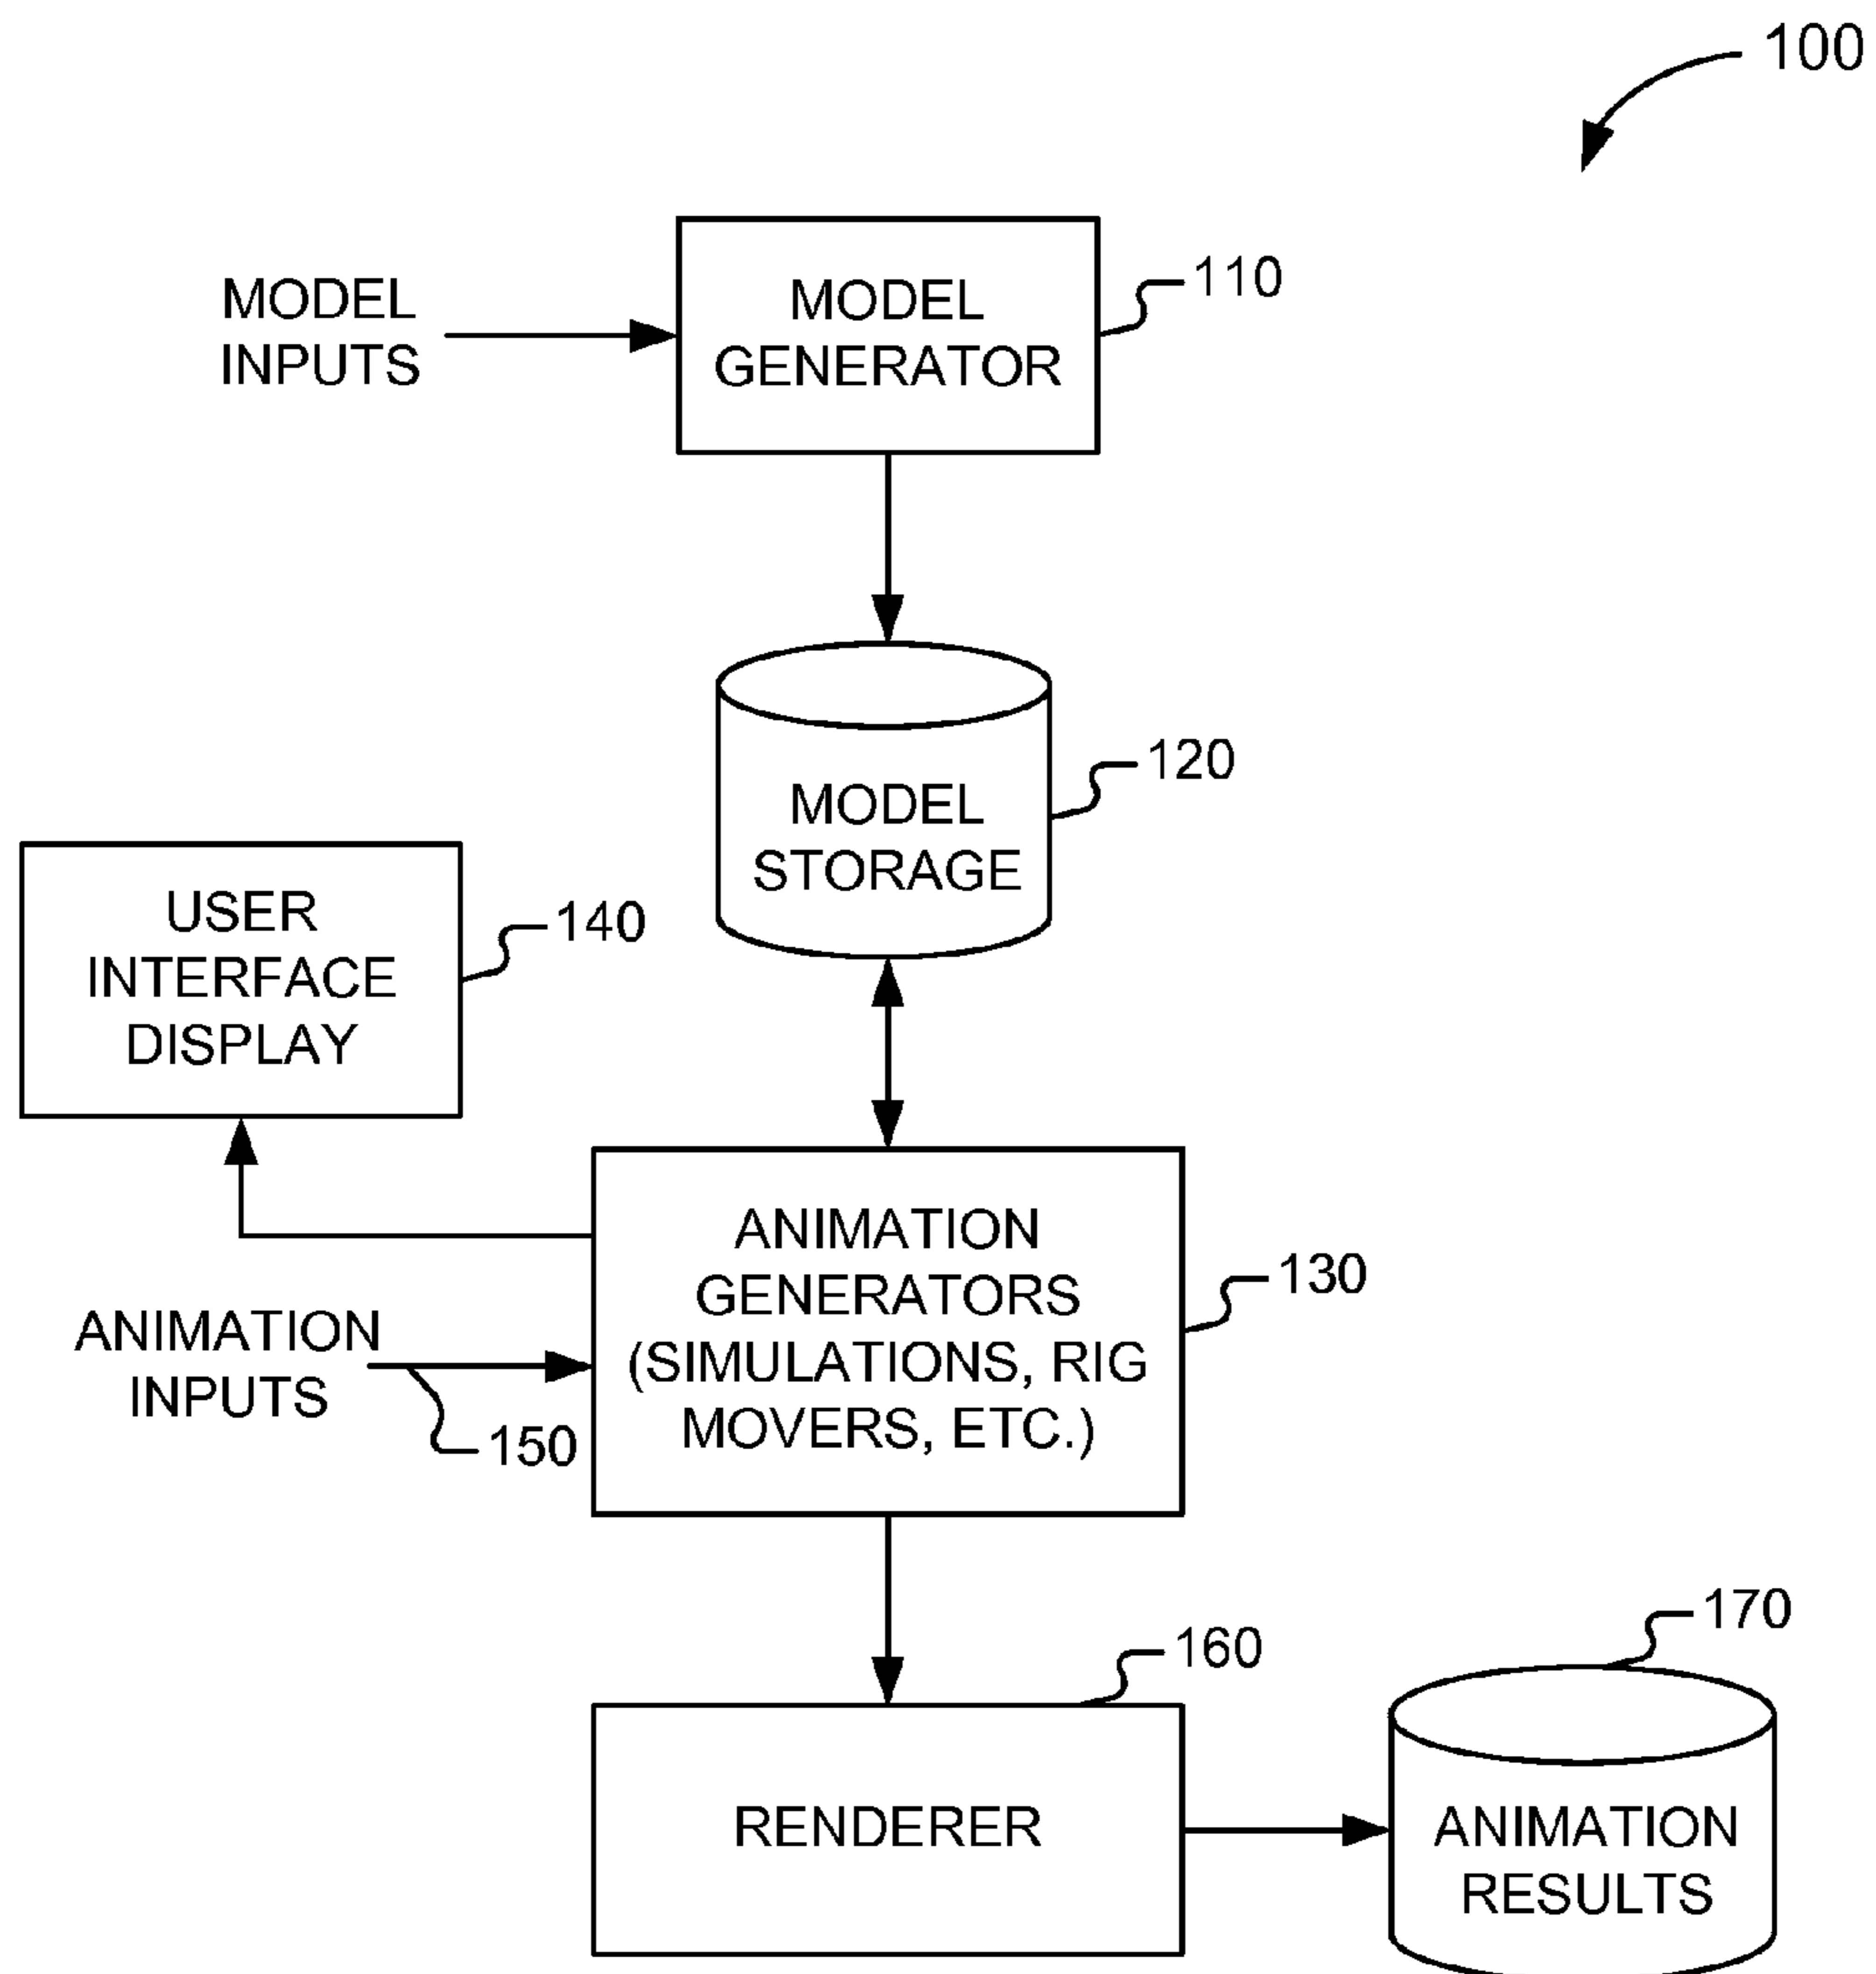 100
MODEL
INPUTS
MODEL
GENERATOR
110
MODEL
STORAGE
120
USER
INTERFACE
DISPLAY
140
ANIMATION
GENERATORS
(SIMULATIONS, RIG
MOVERS, ETC.)
130
ANIMATION
INPUTS
150
RENDERER
160
ANIMATION
RESULTS
170